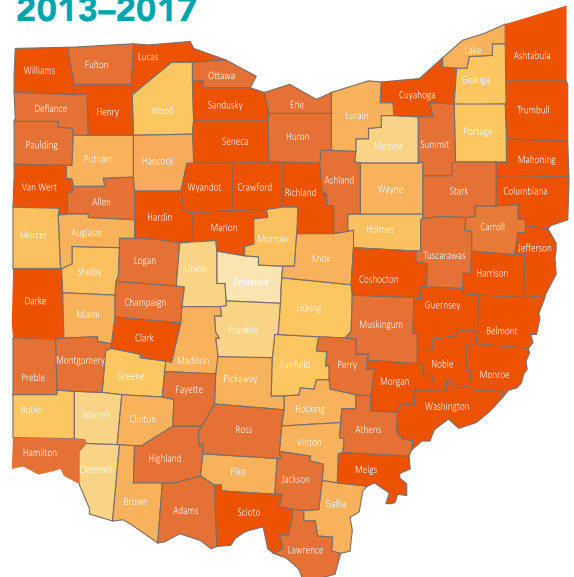 2013–2017
Williams
Fulton
Lucas
Ottawa
Lake
Ashtabula
Geauga
Cuyahoga
Defiance
Henry
Wood
Sandusky
Erie
Lorain
Trumbull
Paulding
Putnam
Hancock
Seneca
Huron
Medina
Summit
Portage
Mahoning
Van Wert
Allen
Wyandot
Crawford
Richland
Ashland
Wayne
Stark
Columbiana
Mercer
Auglaize
Hardin
Marion
Morrow
Holmes
Carroll
Jefferson
Shelby
Logan
Union
Delaware
Knox
Coshocton
Tuscarawas
Harrison
Darke
Miami
Champaign
Franklin
Licking
Muskingum
Guernsey
Belmont
Clark
Preble
Montgomery
Greene
Madison
Fayette
Pickaway
Fairfield
Perry
Morgan
Noble
Monroe
Butler
Warren
Clinton
Ross
Hocking
Athens
Washington
Hamilton
Clermont
Highland
Pike
Vinton
Jackson
Meigs
Brown
Adams
Scioto
Gallia
Lawrence